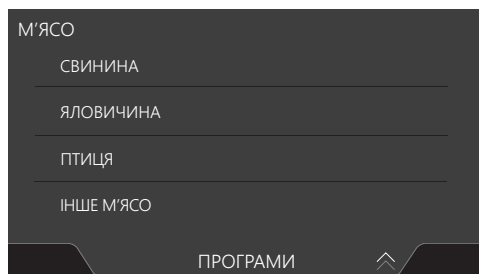 М’ЯСО
СВИНИНА
ЯЛОВИЧИНА
ПТИЦЯ
ІНШЕ М’ЯСО
ПРОГРАМИ